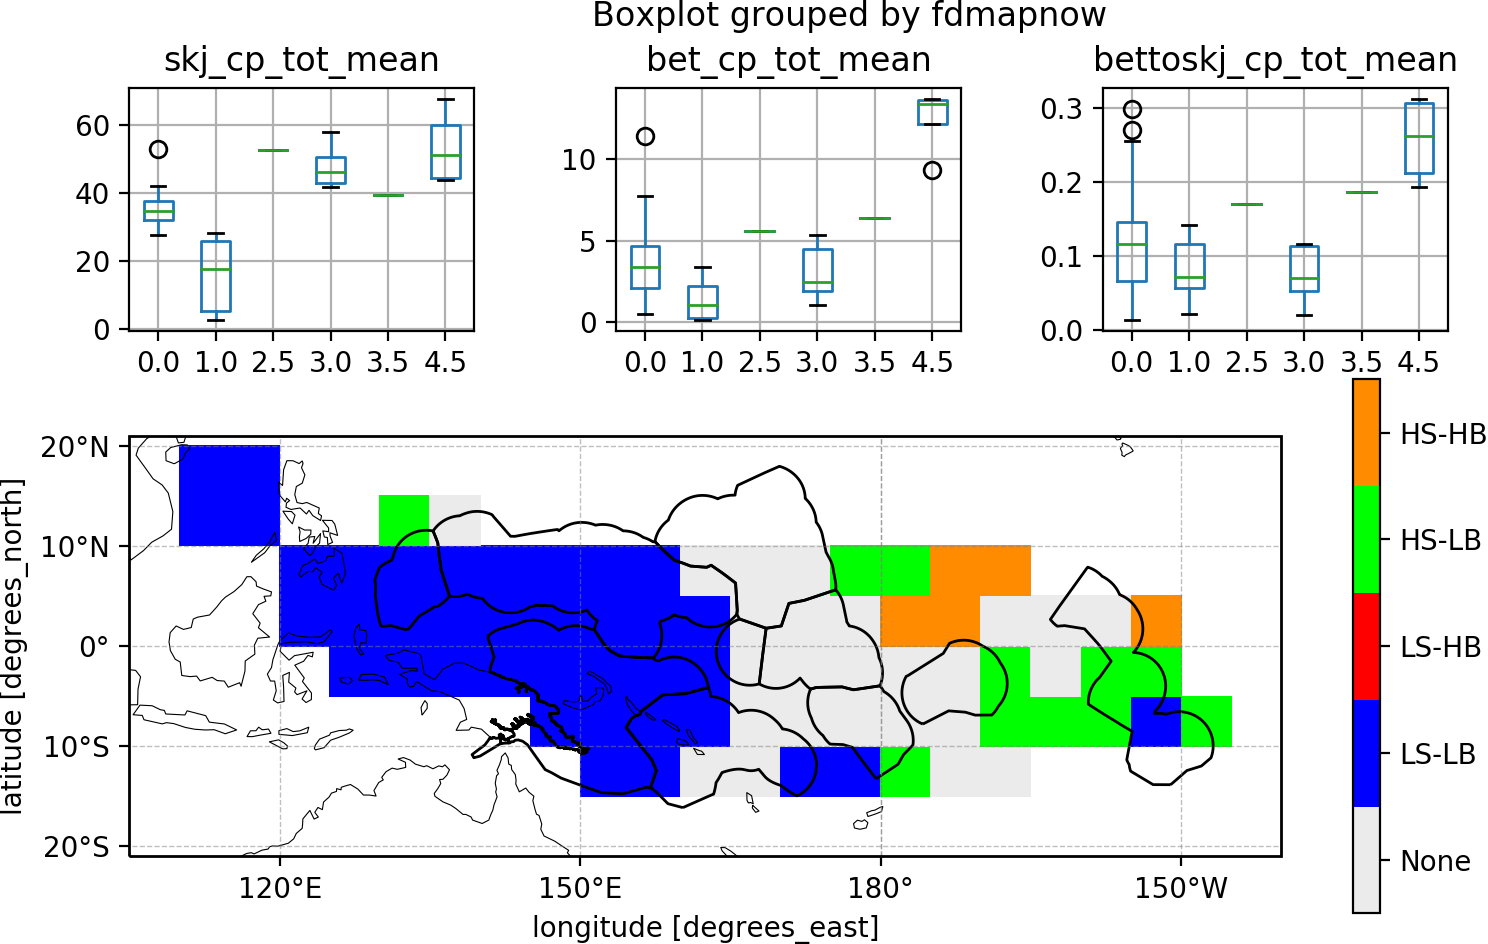 Boxplot grouped by fdmapnow
skj_cp_tot_mean
60
40
20
0
0.0 1.0 2.5 3.0 3.5 4.5
bet_cp_tot_mean
10
5
0
0.0 1.0 2.5 3.0 3.5 4.5
bettoskj_cp_tot_mean
0.3
0.2
0.1
0.0
0.0 1.0 2.5 3.0 3.5 4.5
latitude [degrees_north]
20°N
10°N
0°
10°S
20°S
120°E 150°E 180° 150°W
longitude [degrees_east]
HS-HB
HS-LB
LS-HB
LS-LB
None